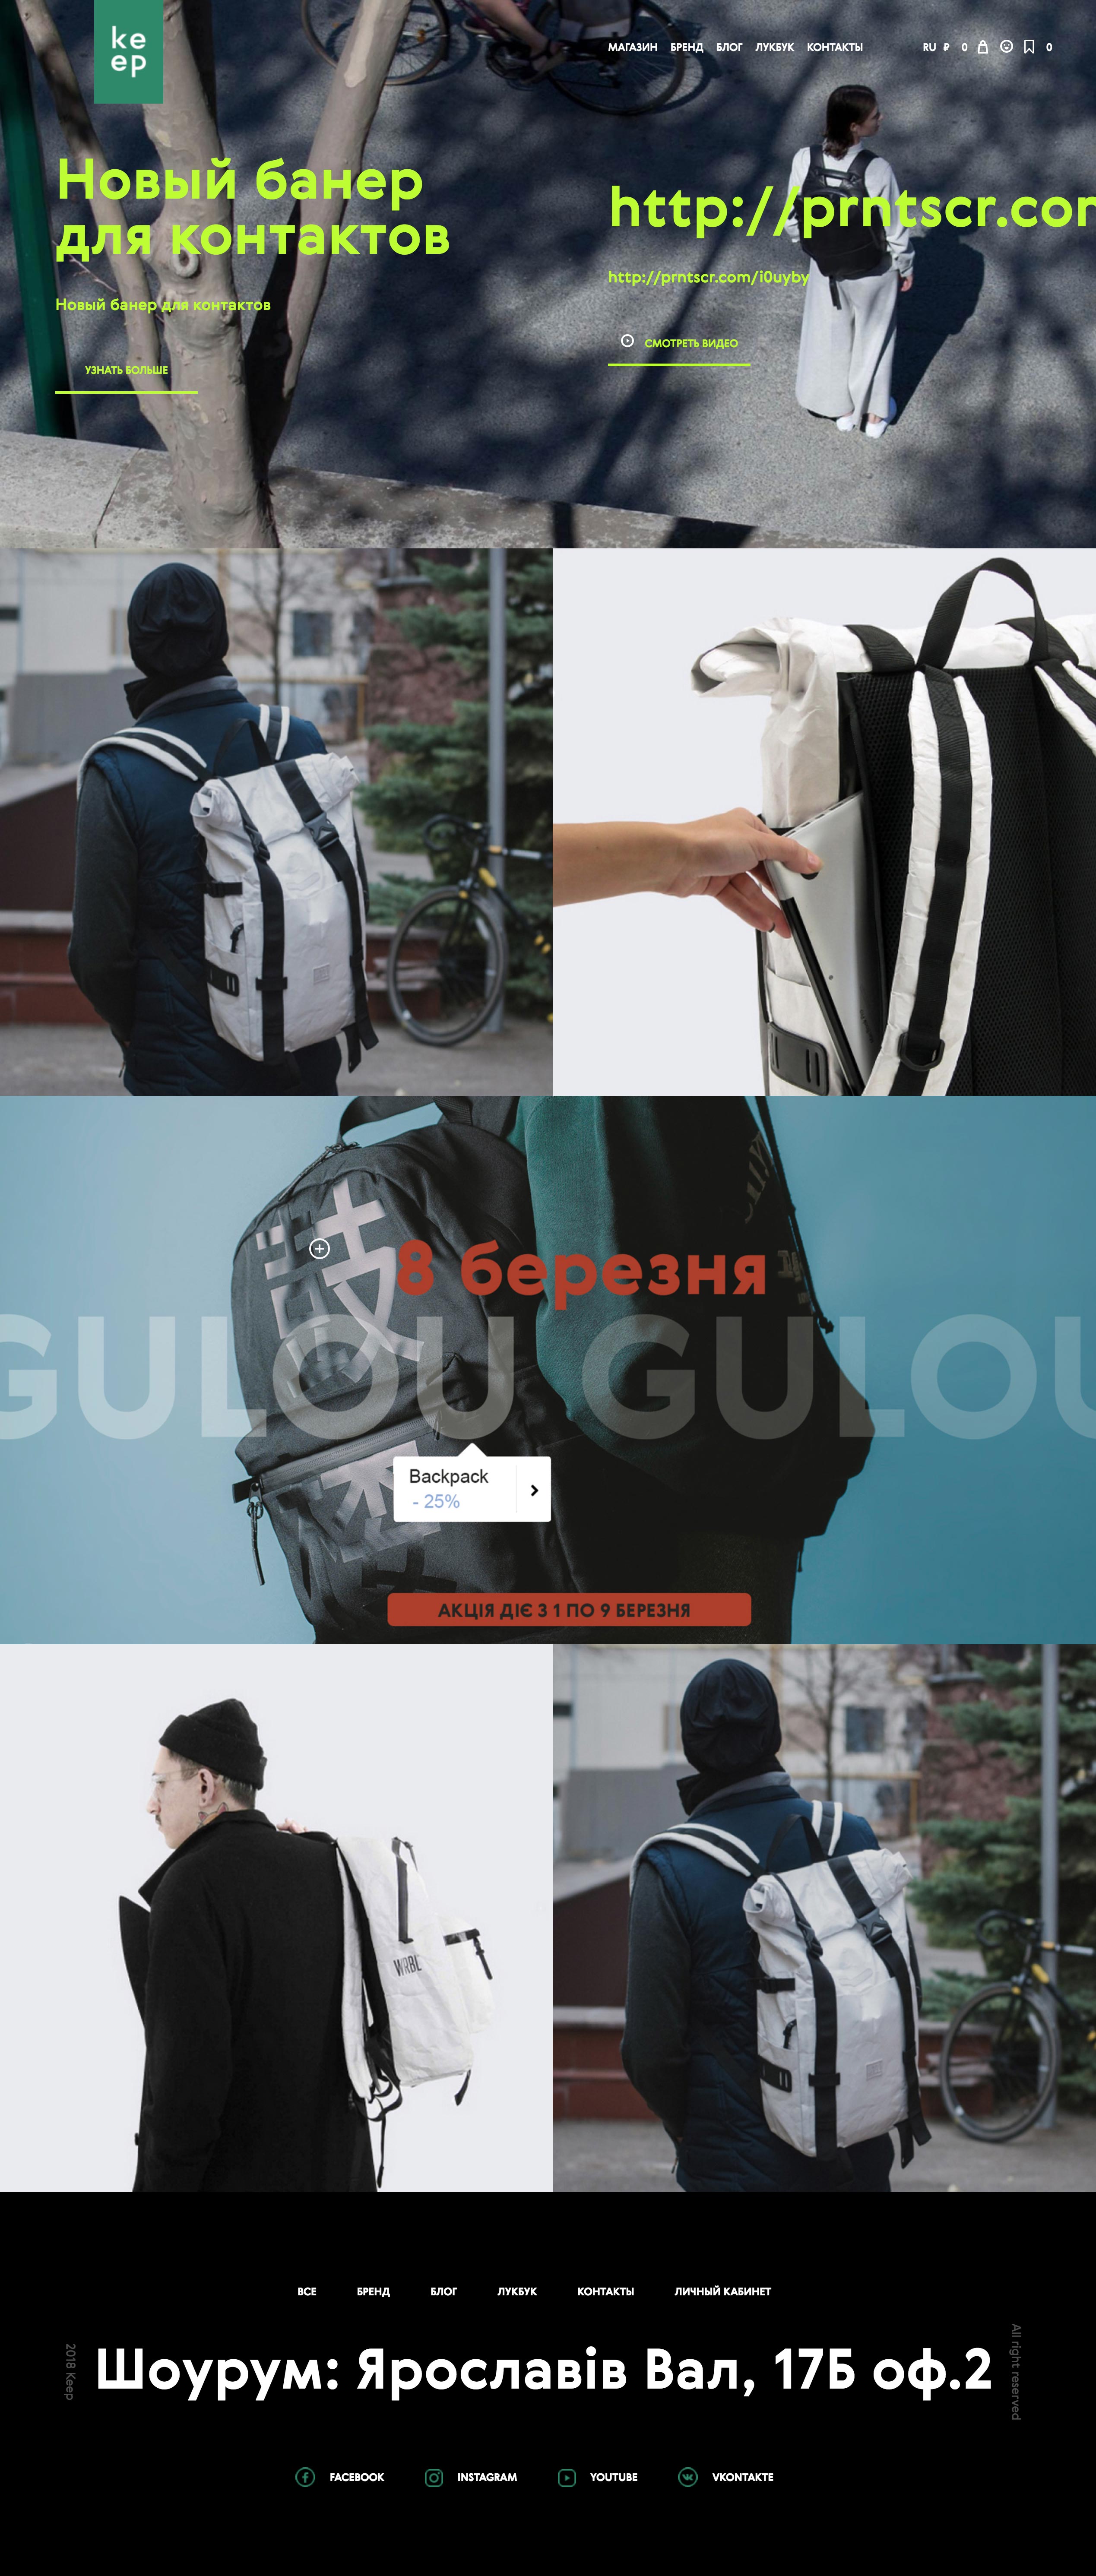 ke
ep
МАГАЗИН БРЕНД БЛОГ ЛУКБУК КОНТАКТЫ RU ₽ 0 0
Новый банер
для контактов
Новый банер для контактов
УЗНАТЬ БОЛЬШЕ
http://prntscr.com
http://prntscr.com/i0uyby
СМОТРЕТЬ ВИДЕО
8 березня
GULOU GULOU
Backpack
- 25%
АКЦІЯ ДІЄ З 1 ПО 9 БЕРЕЗНЯ
WRBL
ВСЕ БРЕНД БЛОГ ЛУКБУК КОНТАКТЫ ЛИЧНЫЙ КАБИНЕТ
2018 Keep
Шоурум: Ярославів Вал, 17Б оф.2
All right reserved
FACEBOOK INSTAGRAM YOUTUBE VKONTAKTE